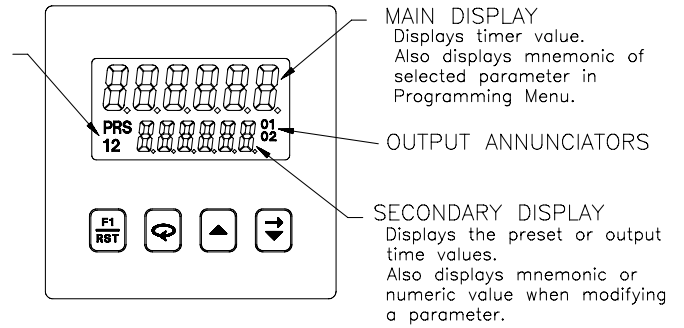 MAIN DISPLAY
Displays timer value.
Also displays mnemonic of
selected parameter in
Programming Menu.
PRS
12
01
02
OUTPUT ANNUNCIATORS
SECONDARY DISPLAY
Displays the preset or output
time values.
Also displays mnemonic or
numeric value when modifying
a parameter.
F1
RST